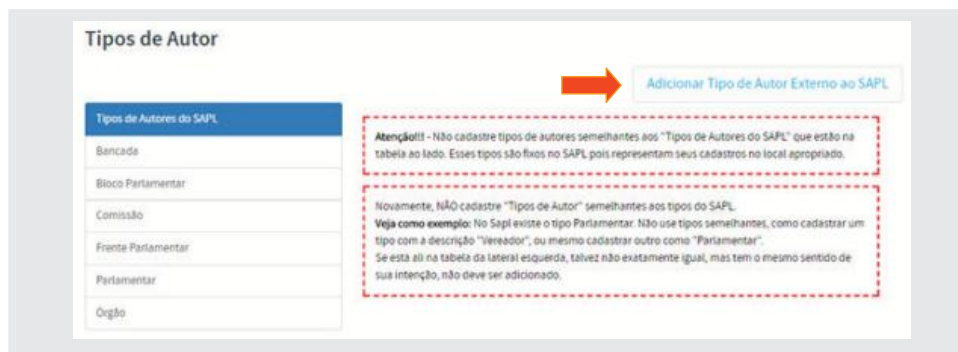 Tipos de Autor
Adicionar Tipo de Autor Externo ao SAPL
Tipos de Autores do SAPL
Bancada
Bloco Parlamentar
Comissão
Frente Parlamentar
Parlamentar
Órgão
Atenção!!! - Não cadastre tipos de autores semelhantes aos "Tipos de Autores do SAPL" que estão na
tabela ao lado. Esses tipos são fixos no SAPL pois representam seus cadastros no local apropriado.
Novamente, NÃO cadastre "Tipos de Autor" semelhantes aos tipos do SAPL.
Veja como exemplo: No Sapl existe o tipo Parlamentar. Não use tipos semelhantes, como cadastrar um
tipo com a descrição "Vereador", ou mesmo cadastrar outro como "Parlamentar".
Se está ali na tabela da lateral esquerda, talvez não exatamente igual, mas tem o mesmo sentido de
sua intenção, não deve ser adicionado.